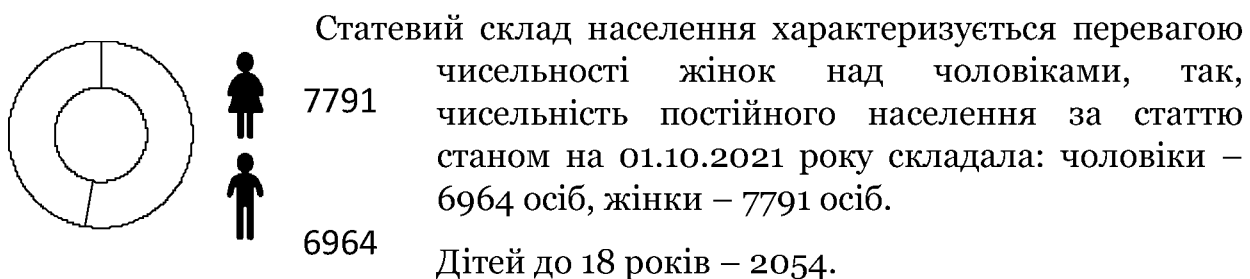 Статевий склад населення характеризується перевагою
чисельності жінок над чоловіками, так,
7791
чисельність постійного населення за статтю
станом на 01.10.2021 року складала: чоловіки –
6964 осіб, жінки – 7791 осіб.
6964
Дітей до 18 років – 2054.